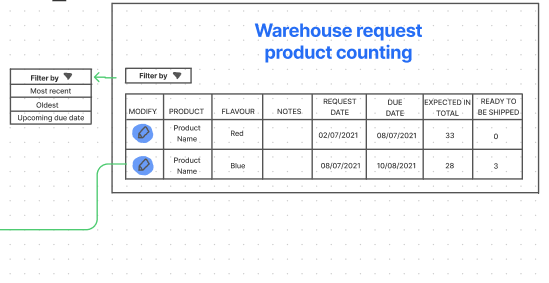 Warehouse request
product counting
Filter by
Most recent
Oldest
Upcoming due date
Filter by
MODIFY PRODUCT FLAVOUR NOTES REQUEST DATE DUE DATE EXPECTED IN TOTAL READY TO BE SHIPPED
Product Name Red 02/07/2021 08/07/2021 33 0
Product Name Blue 08/07/2021 10/08/2021 28 3